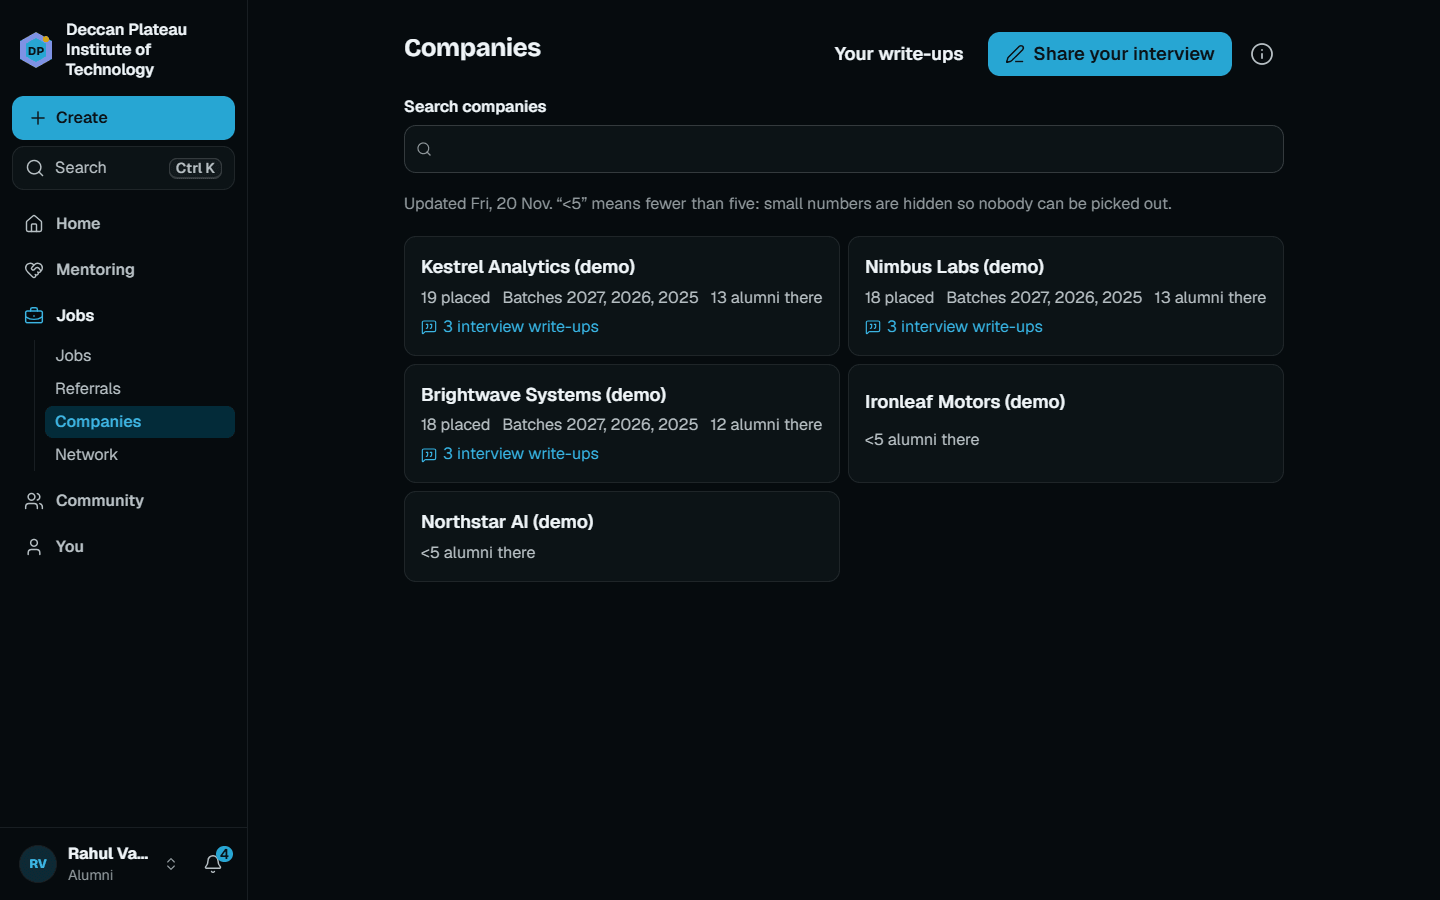 DP
Deccan Plateau
Institute of
Technology
Create
Search Ctrl K
Home
Mentoring
Jobs
Jobs
Referrals
Companies
Network
Community
You
RV
Rahul Va...
Alumni
4
Companies
Your write-ups
Share your interview
Search companies
Updated Fri, 20 Nov. “<5” means fewer than five: small numbers are hidden so nobody can be picked out.
Kestrel Analytics (demo)
19 placed Batches 2027, 2026, 2025 13 alumni there
3 interview write-ups
Nimbus Labs (demo)
18 placed Batches 2027, 2026, 2025 13 alumni there
3 interview write-ups
Brightwave Systems (demo)
18 placed Batches 2027, 2026, 2025 12 alumni there
3 interview write-ups
Ironleaf Motors (demo)
<5 alumni there
Northstar AI (demo)
<5 alumni there